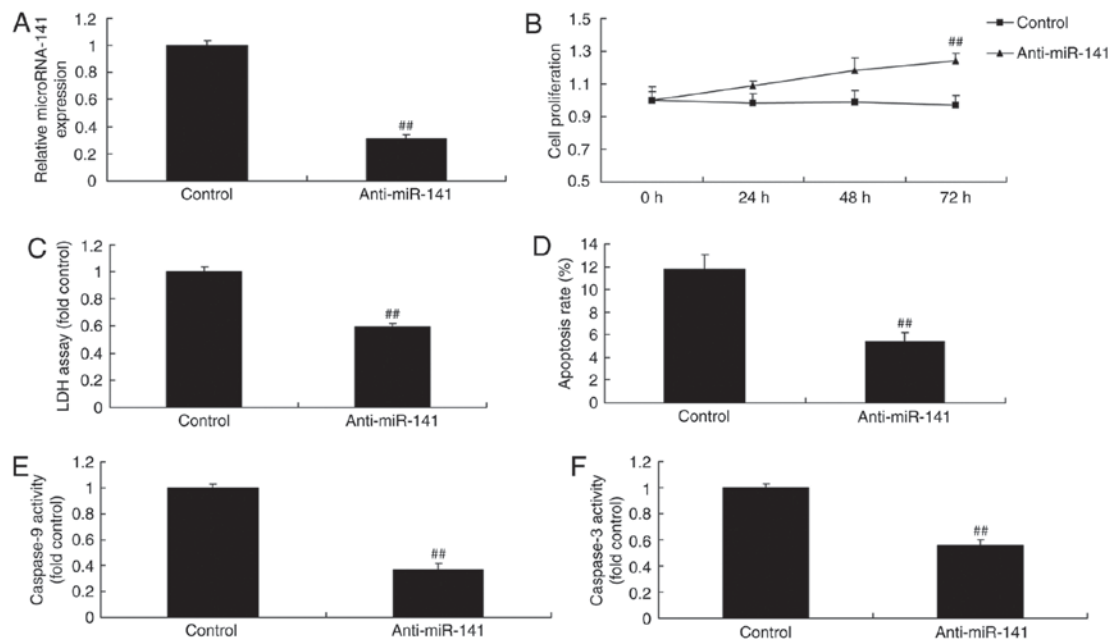 A
Relative microRNA-141
expression
1.2
1
0.8
0.6
0.4
0.2
0
##
Control
Anti-miR-141
B
Cell proliferation
1.5
1.3
1.1
0.9
0.7
0.5
##
0 h
24 h
48 h
72 h
Control
Anti-miR-141
C
LDH assay (fold control)
1.2
1
0.8
0.6
0.4
0.2
0
##
Control
Anti-miR-141
D
Apoptosis rate (%)
14
12
10
8
6
4
2
0
##
Control
Anti-miR-141
E
Caspase-9 activity
(fold control)
1.2
1
0.8
0.6
0.4
0.2
0
##
Control
Anti-miR-141
F
Caspase-3 activity
(fold control)
1.2
1
0.8
0.6
0.4
0.2
0
##
Control
Anti-miR-141